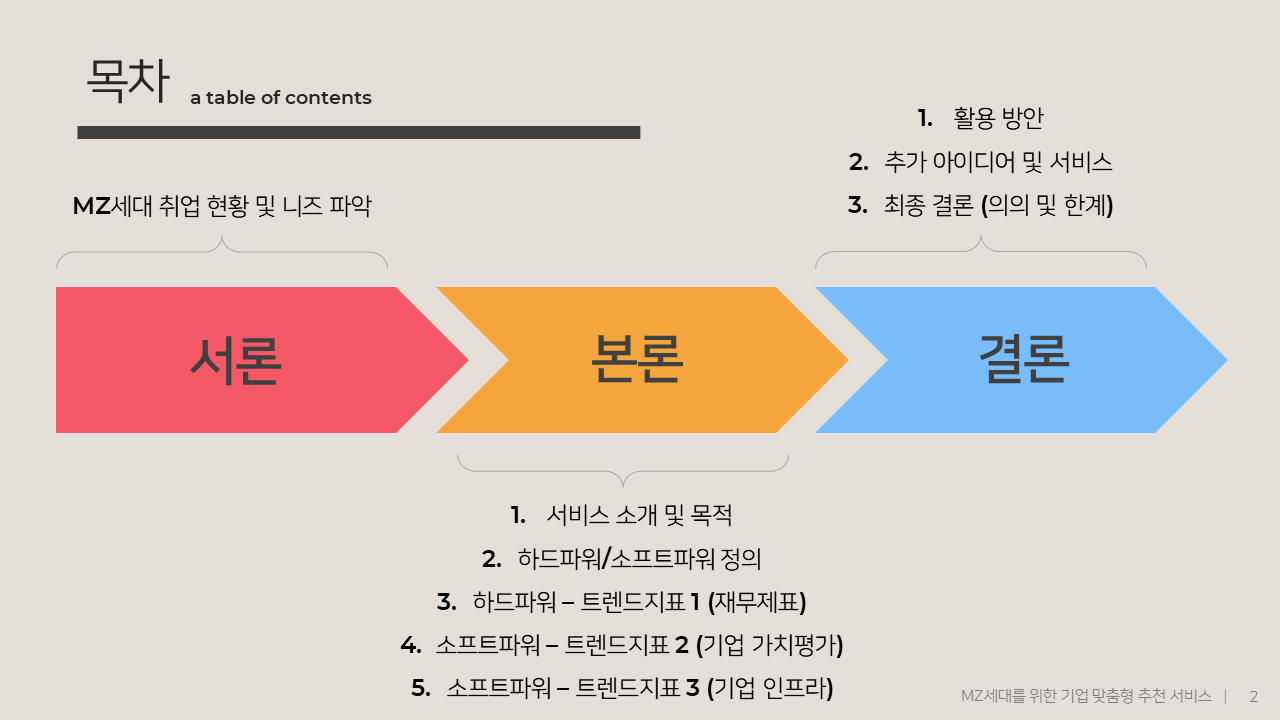 목차 a table of contents
MZ세대 취업 현황 및 니즈 파악
1. 활용 방안
2. 추가 아이디어 및 서비스
3. 최종 결론 (의의 및 한계)
서론
본론
결론
1. 서비스 소개 및 목적
2. 하드파워/소프트파워 정의
3. 하드파워 – 트렌드지표 1 (재무제표)
4. 소프트파워 – 트렌드지표 2 (기업 가치평가)
5. 소프트파워 – 트렌드지표 3 (기업 인프라)
MZ세대를 위한 기업 맞춤형 추천 서비스 | 2